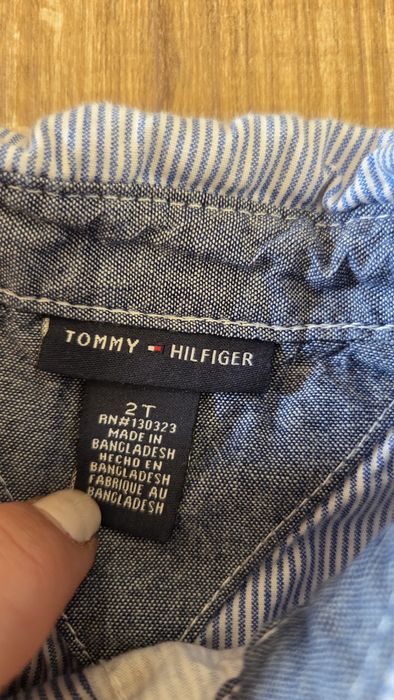 TOMMY HILFIGER
2T
RN#130323
MADE IN
BANGLADESH
HECHO EN
BANGLADESH
FABRIQUE AU
BANGLADESH